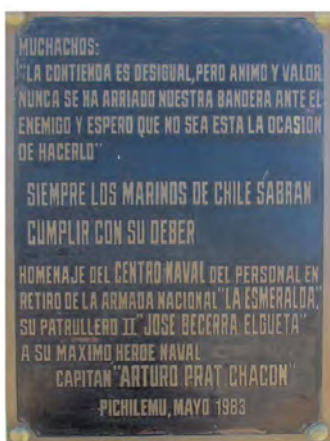 MUCHACHOS:
"LA CONTIENDA ES DESIGUAL, PERO ANIMO Y VALOR
NUNCA SE HA ARRIADO NUESTRA BANDERA ANTE EL
ENEMIGO Y ESPERO QUE NO SEA ESTA LA OCASION
DE HACERLO"
SIEMPRE LOS MARINOS DE CHILE SABRAN
CUMPLIR CON SU DEBER
HOMENAJE DEL CENTRO NAVAL DEL PERSONAL EN
RETIRO DE LA ARMADA NACIONAL "LA ESMERALDA",
SU PATRULLERO II "JOSE BECERRA ELGUETA"
A SU MAXIMO HEROE NAVAL
CAPITAN "ARTURO PRAT CHACON"
PICHILEMU, MAYO 1983